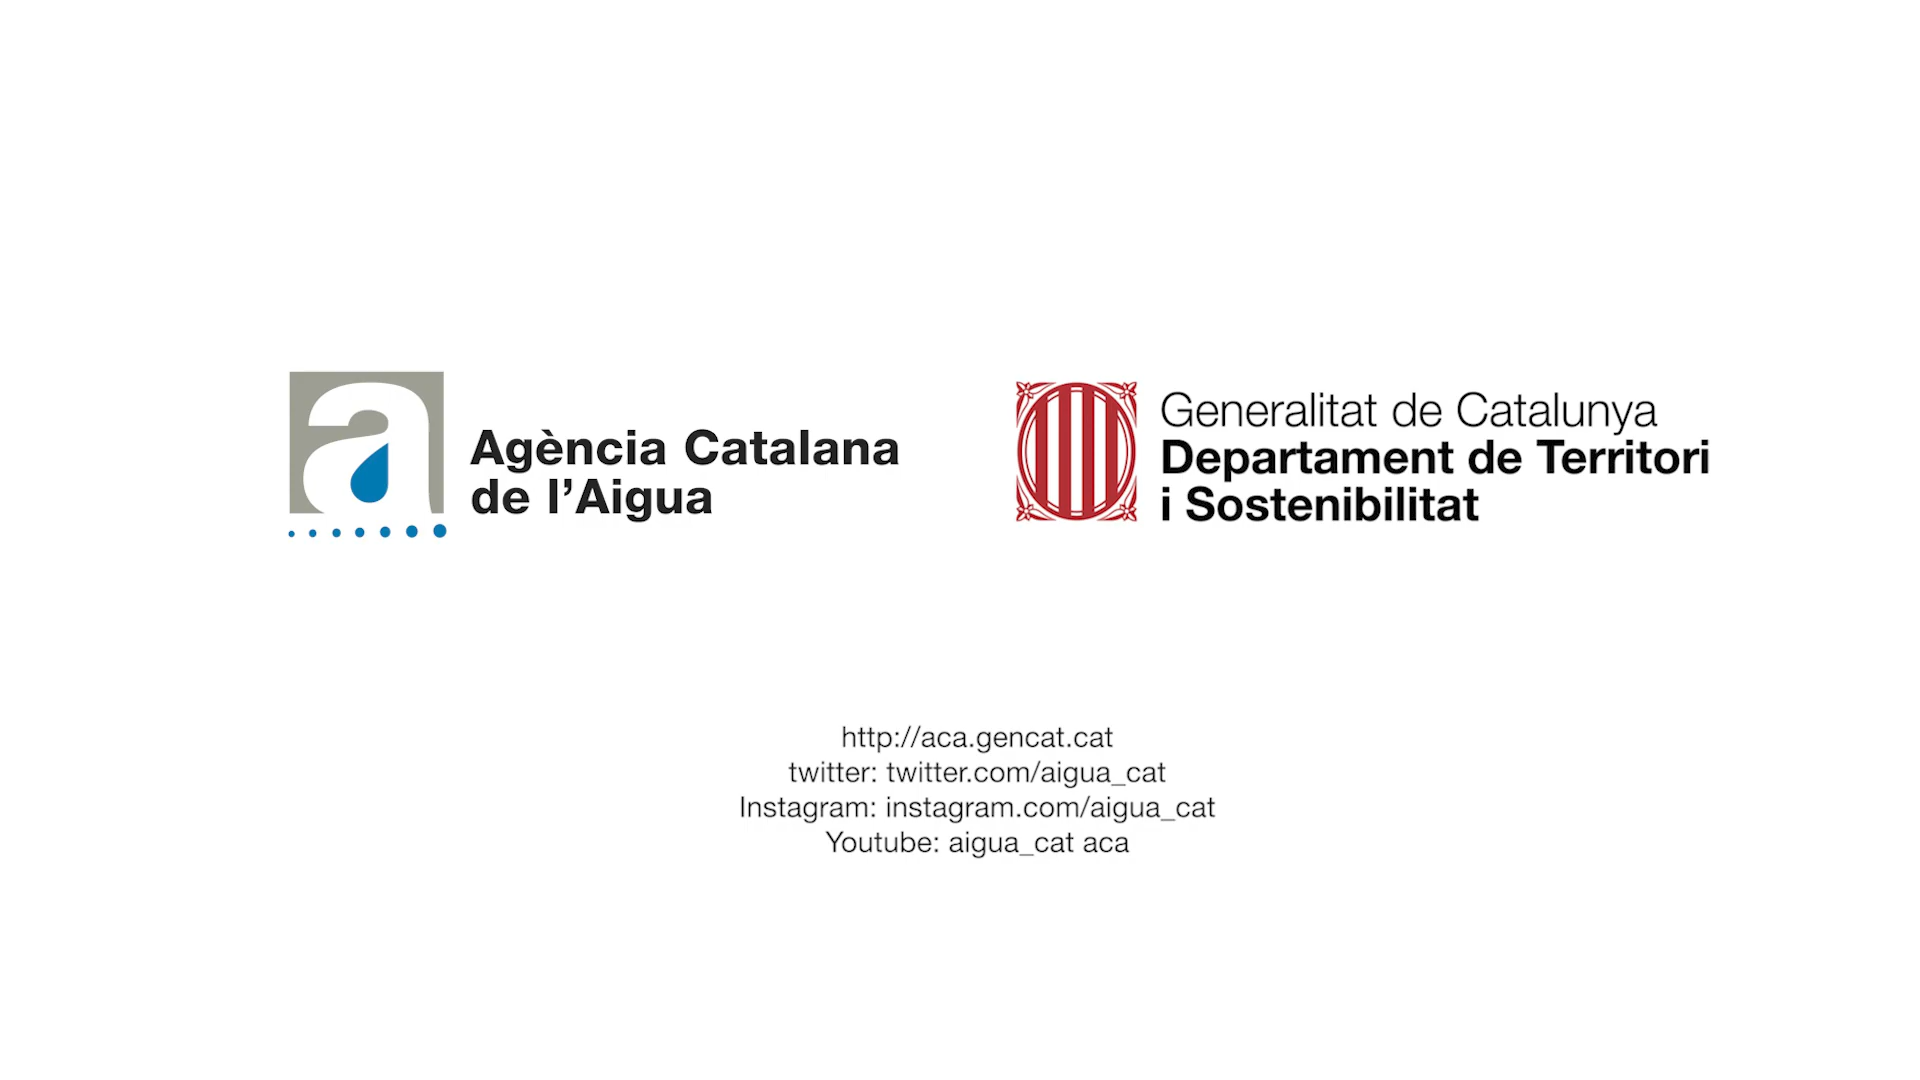 Agència Catalana
de l’Aigua
Generalitat de Catalunya
Departament de Territori
i Sostenibilitat
http://aca.gencat.cat
twitter: twitter.com/aigua_cat
Instagram: instagram.com/aigua_cat
Youtube: aigua_cat aca